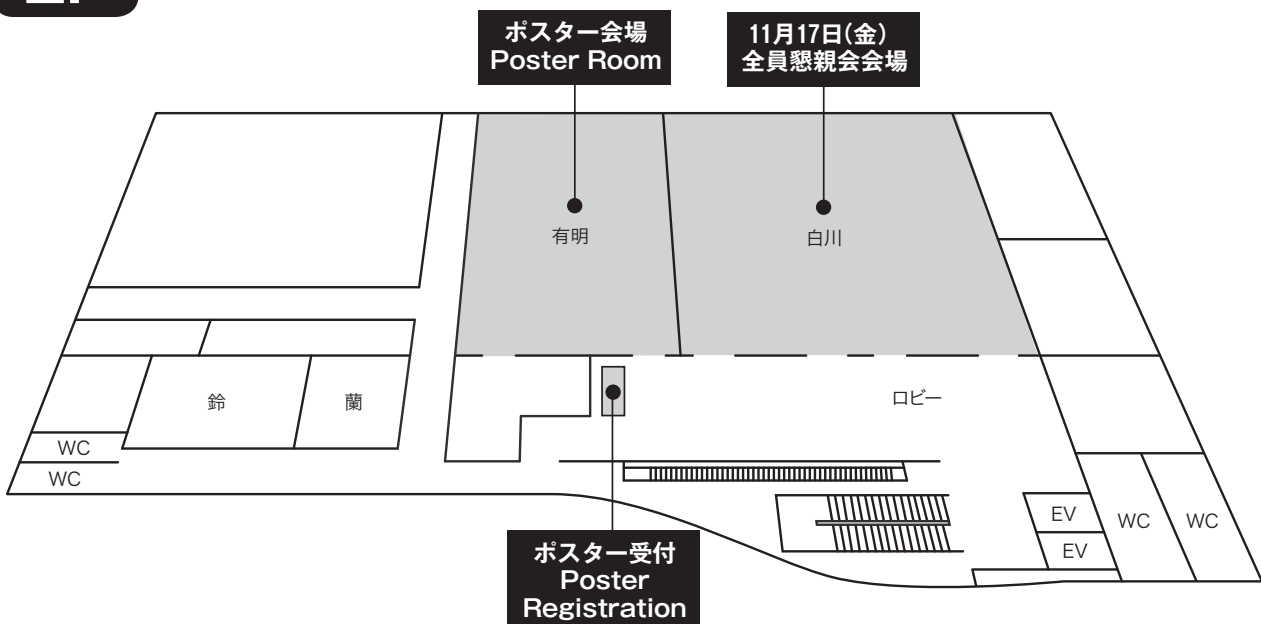 ポスター会場
Poster Room
11月17日(金)
全員懇親会会場
有明
白川
鈴
蘭
ロビー
WC
WC
EV
EV
WC
WC
ポスター受付
Poster
Registration